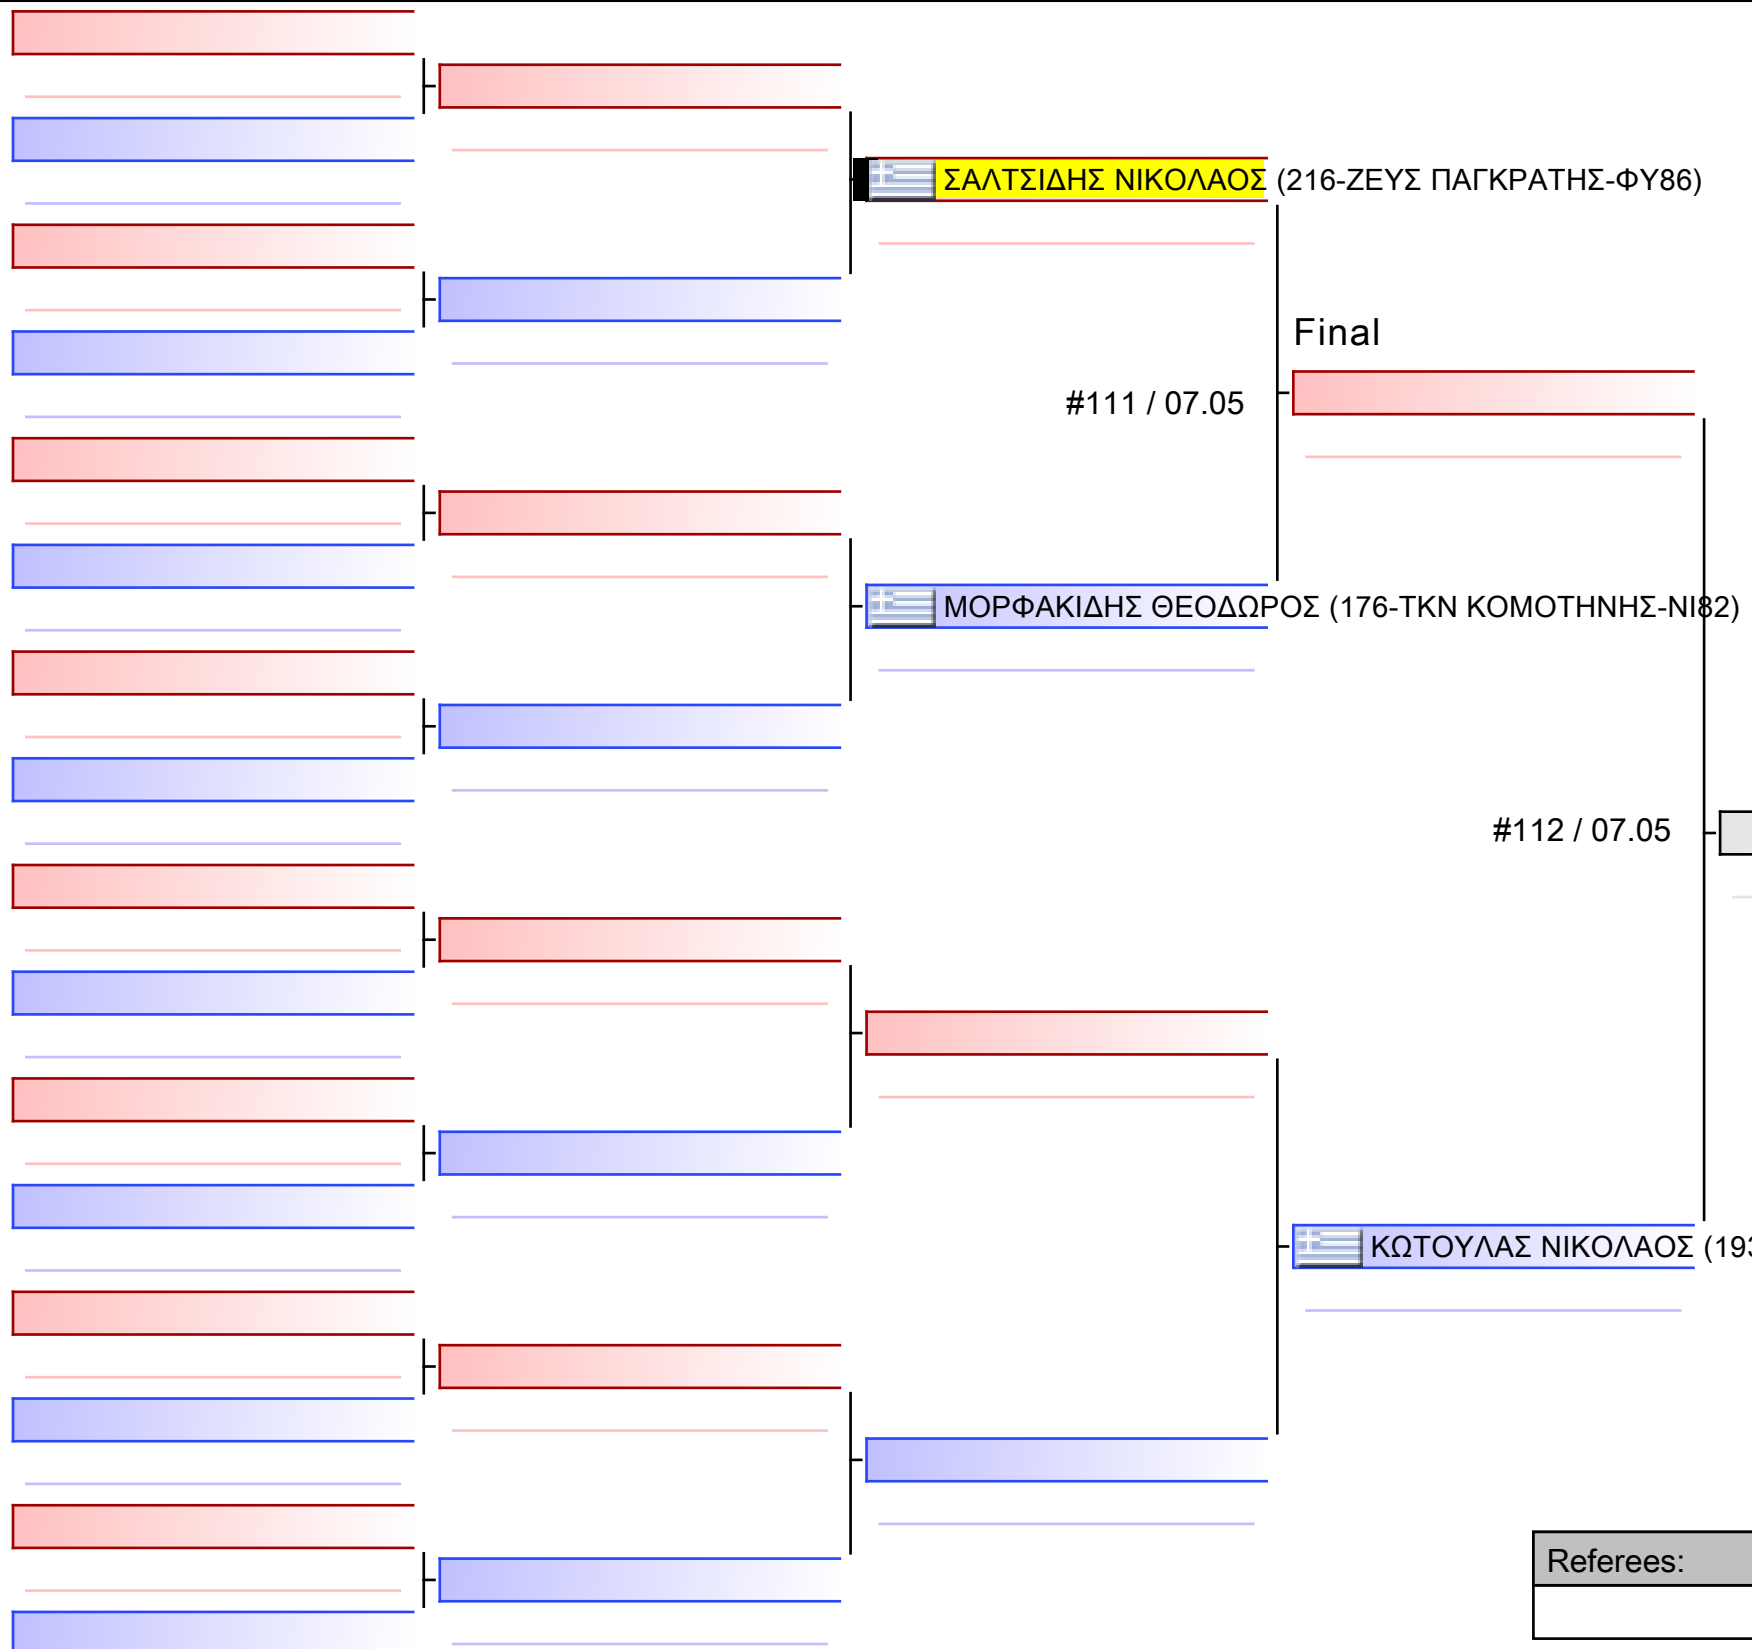 ΣΑΛΤΣΙΔΗΣ ΝΙΚΟΛΑΟΣ (216-ΖΕΥΣ ΠΑΓΚΡΑΤΗΣ-ΦΥ86)
Final
#111 / 07.05
ΜΟΡΦΑΚΙΔΗΣ ΘΕΟΔΩΡΟΣ (176-ΤΚΝ ΚΟΜΟΤΗΝΗΣ-ΝΙ82)
#112 / 07.05
ΚΩΤΟΥΛΑΣ ΝΙΚΟΛΑΟΣ (193
Referees: